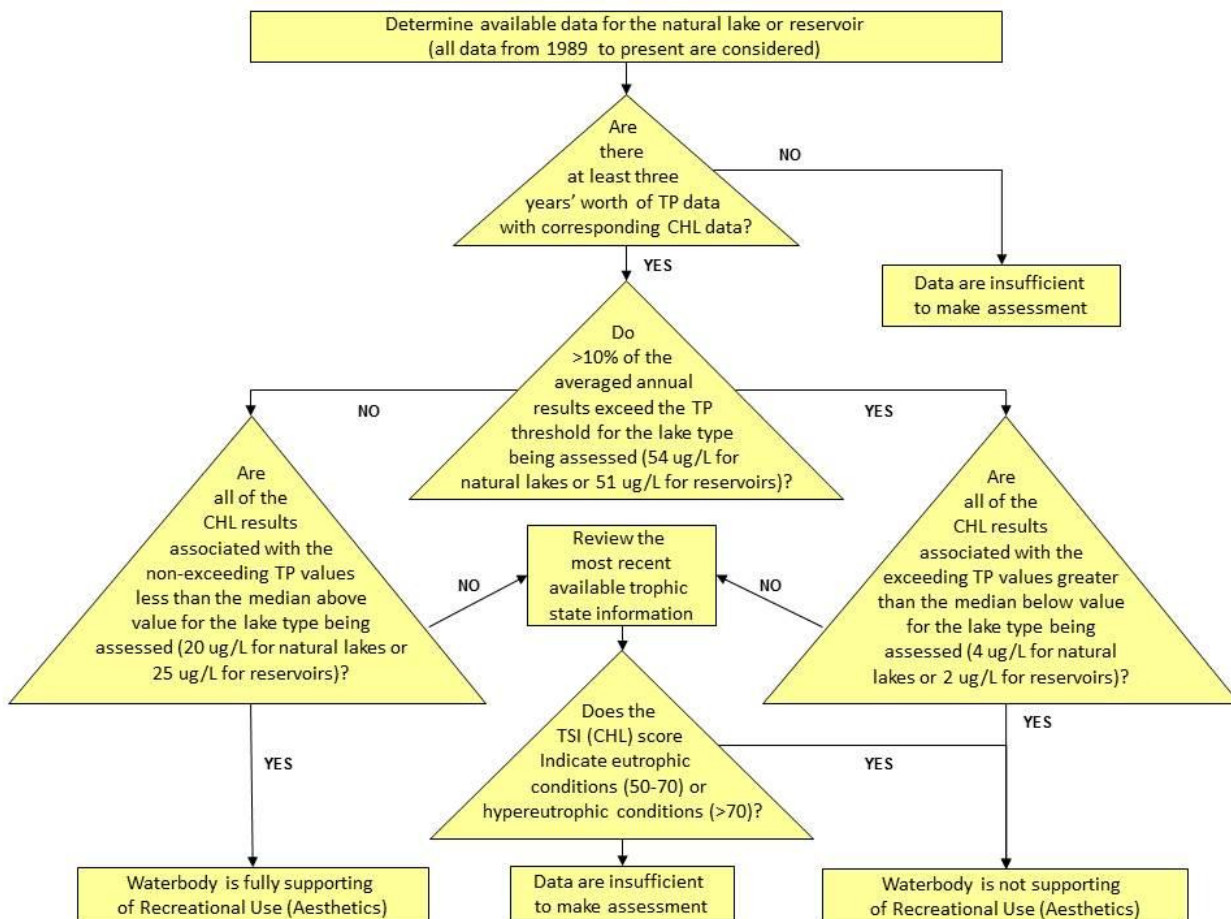 Determine available data for the natural lake or reservoir
(all data from 1989 to present are considered)
Are
there
at least three
years' worth of TP data
with corresponding CHL data?
NO
YES
Data are insufficient
to make assessment
Do
>10% of the
averaged annual
results exceed the TP
threshold for the lake type
being assessed (54 ug/L for
natural lakes or 51 ug/L for reservoirs)?
NO
YES
Are
all of the
CHL results
associated with the
non-exceeding TP values
less than the median above
value for the lake type being
assessed (20 ug/L for natural lakes or
25 ug/L for reservoirs)?
NO
Review the
most recent
available trophic
state information
NO
Are
all of the
CHL results
associated with the
exceeding TP values greater
than the median below value
for the lake type being
assessed (4 ug/L for natural
lakes or 2 ug/L for reservoirs)?
YES
YES
Does the
TSI (CHL) score
Indicate eutrophic
conditions (50-70) or
hypereutrophic conditions (>70)?
YES
Waterbody is fully supporting
of Recreational Use (Aesthetics)
Data are insufficient
to make assessment
Waterbody is not supporting
of Recreational Use (Aesthetics)